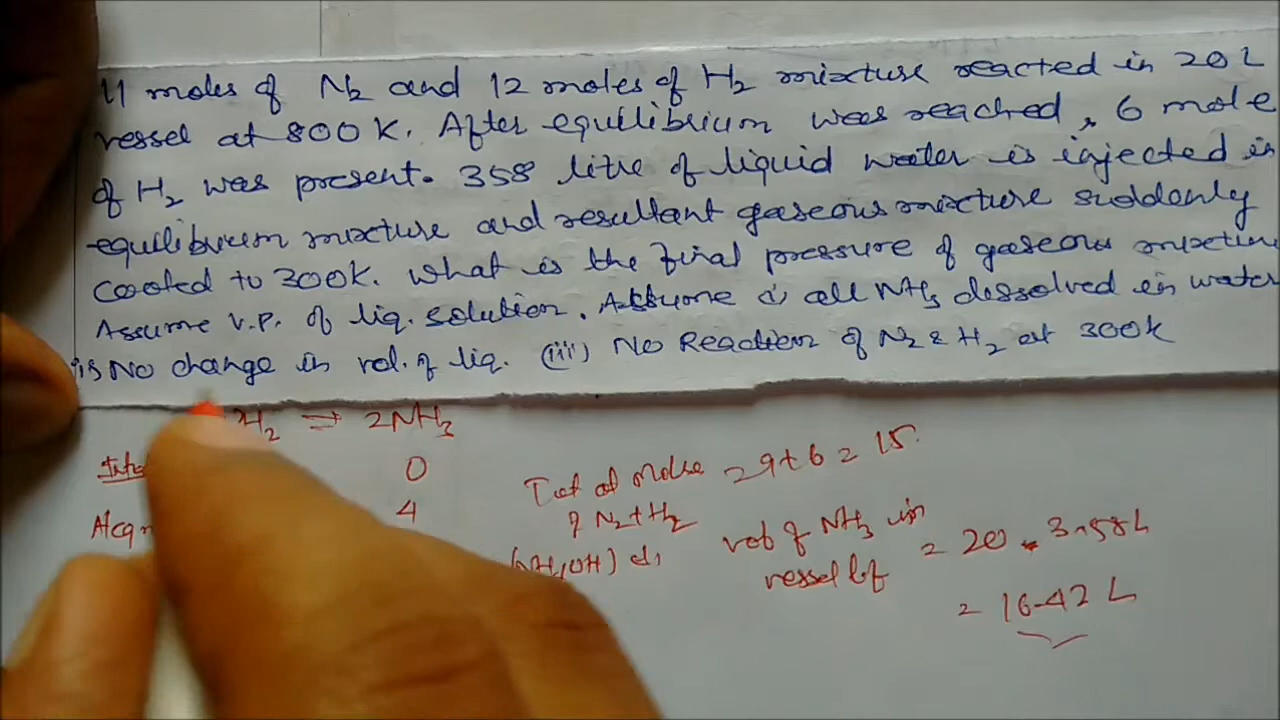 11 moles of N2 and 12 moles of H2 mixture reacted in 20 L
vessel at 800 K. After equilibrium was reached, 6 mole
of H2 was present. 358 litre of liquid water is injected in
equilibrium mixture and resultant gaseous mixture suddenly
cooled to 300K. What is the final pressure of gaseous mixture
Assume V.P. of liq. solution. Assume (i) all NH3 dissolved in water
No change in vol. of liq. (iii) No Reaction of N2 & H2 at 300K
H2 ⇌ 2NH3
0
4
Total moles = 9+6 = 15
of N2 + H2
vol of NH3 in
vessel = 20 - 3.58 L
= 16.42 L